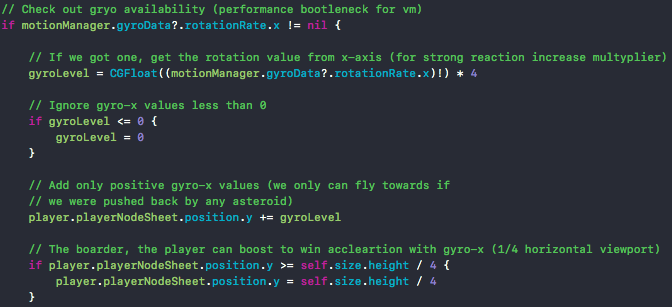 // Check out gryo availability (performance bootleneck for vm)
if motionManager.gyroData?.rotationRate.x != nil {
// If we got one, get the rotation value from x-axis (for strong reaction increase multyplier)
gyroLevel = CGFloat((motionManager.gyroData?.rotationRate.x)!) * 4
// Ignore gyro-x values less than 0
if gyroLevel <= 0 {
gyroLevel = 0
}
// Add only positive gyro-x values (we only can fly towards if
// we were pushed back by any asteroid)
player.playerNodeSheet.position.y += gyroLevel
// The boarder, the player can boost to win accleartion with gyro-x (1/4 horizontal viewport)
if player.playerNodeSheet.position.y >= self.size.height / 4 {
player.playerNodeSheet.position.y = self.size.height / 4
}